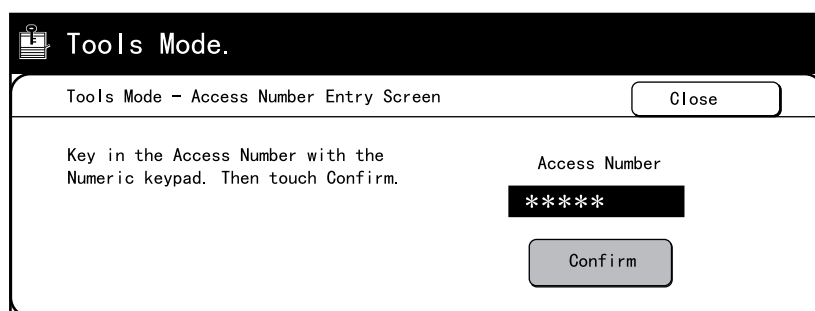 Tools Mode.
Tools Mode - Access Number Entry Screen
Close
Key in the Access Number with the
Numeric keypad. Then touch Confirm.
Access Number
*****
Confirm